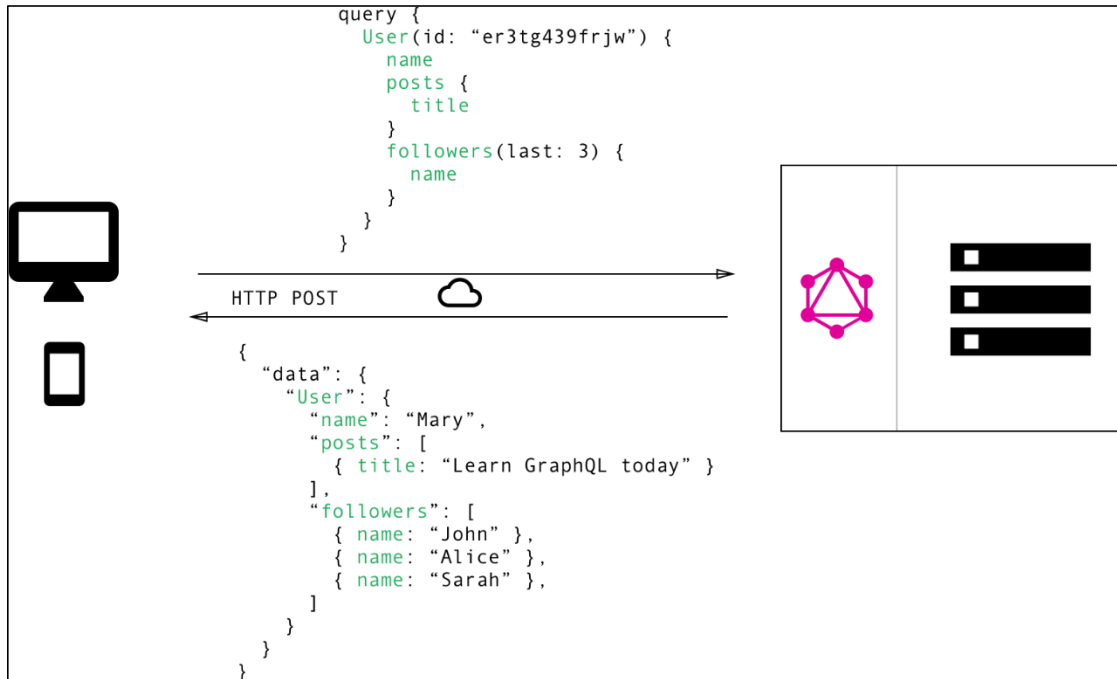 query {
User(id: “er3tg439frjw”) {
name
posts {
title
}
followers(last: 3) {
name
}
}
}
HTTP POST
{
“data”: {
“User”: {
“name”: “Mary”,
“posts”: [
{ title: “Learn GraphQL today” }
],
“followers”: [
{ name: “John” },
{ name: “Alice” },
{ name: “Sarah” },
]
}
}
}